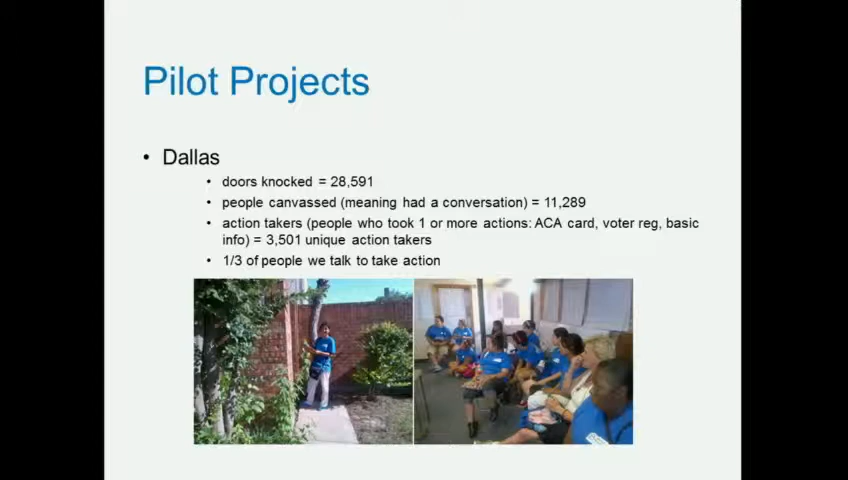 Pilot Projects
• Dallas
• doors knocked = 28,591
• people canvassed (meaning had a conversation) = 11,289
• action takers (people who took 1 or more actions: ACA card, voter reg, basic
info) = 3,501 unique action takers
• 1/3 of people we talk to take action